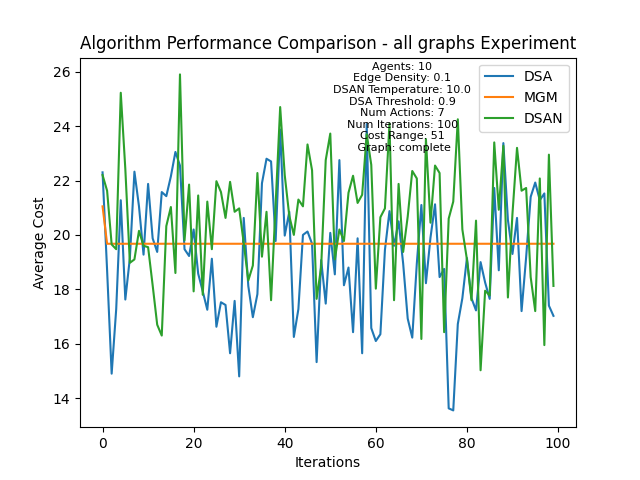 Algorithm Performance Comparison - all graphs Experiment
Agents: 10
Edge Density: 0.1
DSAN Temperature: 10.0
DSA Threshold: 0.9
Num Actions: 7
Num Iterations: 100
Cost Range: 51
Graph: complete
DSA
MGM
DSAN
26
24
22
20
18
16
14
Average Cost
0
20
40
60
80
100
Iterations